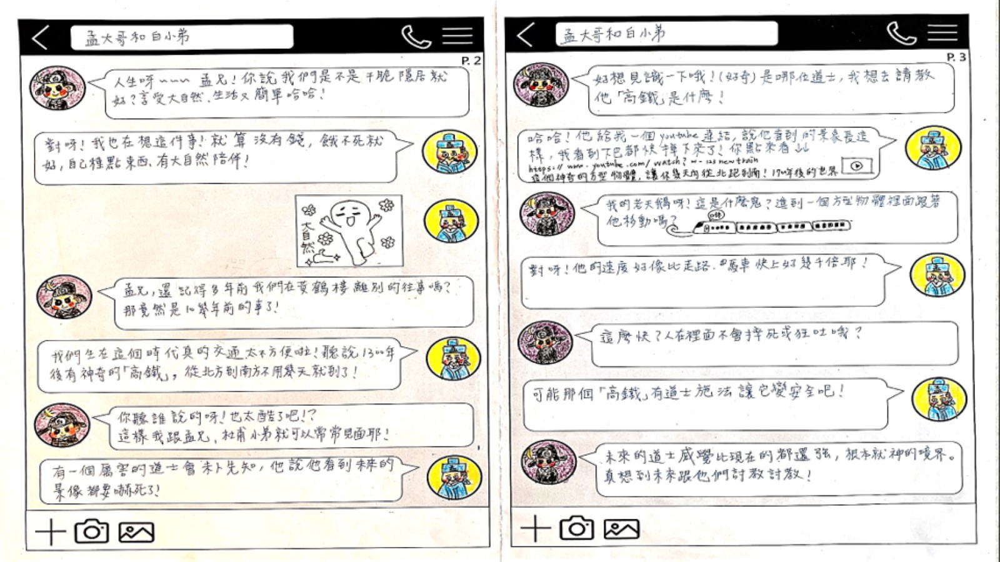 孟大哥和白小弟
P. 2
人生呀~~~ 孟兄!你說我們是不是干脆隱居就
好?享受大自然、生活又簡單哈哈!
對呀!我也在想這件事!就算沒有錢,餓不死就
好,自己種點東西、有大自然陪伴!
大自然
孟兄,還記得多年前我們在黃鶴樓離別的往事嗎?
那竟然是10幾年前的事了!
我們生在這個時代真的交通太不方便啦!聽說1300年
後有神奇的「高鐵」,從北方到南方不用幾天就到了!
你聽誰說的呀!也太酷了吧!?
這樣我跟孟兄、杜甫小弟就可以常常見面耶!
有一個厲害的道士會未卜先知,他說他看到未來的
景像都要嚇死了!
孟大哥和白小弟
P. 3
好想見識一下哦!(好奇)是哪位道士,我想去請教
他「高鐵」是什麼!
哈哈!他給我一個youtube連結,說他看到的景象長這
樣,我看到下巴都快掉下來了!你點來看
https://www.youtube.com/watch?w-123newtrain
這個神奇的方型物體,讓你幾天內從北跑到南!1300年後的世界
我的老天鵝呀!這是什麼鬼?進到一個方型物體裡面跟著
他移動嗎?
對呀!他的速度好像比走路、馬車快上好幾千倍耶!
這麼快?人在裡面不會摔死或狂吐哦?
可能那個「高鐵」有道士施法讓它變安全吧!
未來的道士感覺比現在的都還強,根本就神的境界。
真想到未來跟他們討教討教!